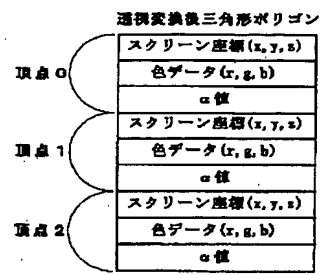 透視変換後三角形ポリゴン
頂点0
スクリーン座標(x, y, z)
色データ(r, g, b)
α値
頂点1
スクリーン座標(x, y, z)
色データ(r, g, b)
α値
頂点2
スクリーン座標(x, y, z)
色データ(r, g, b)
α値